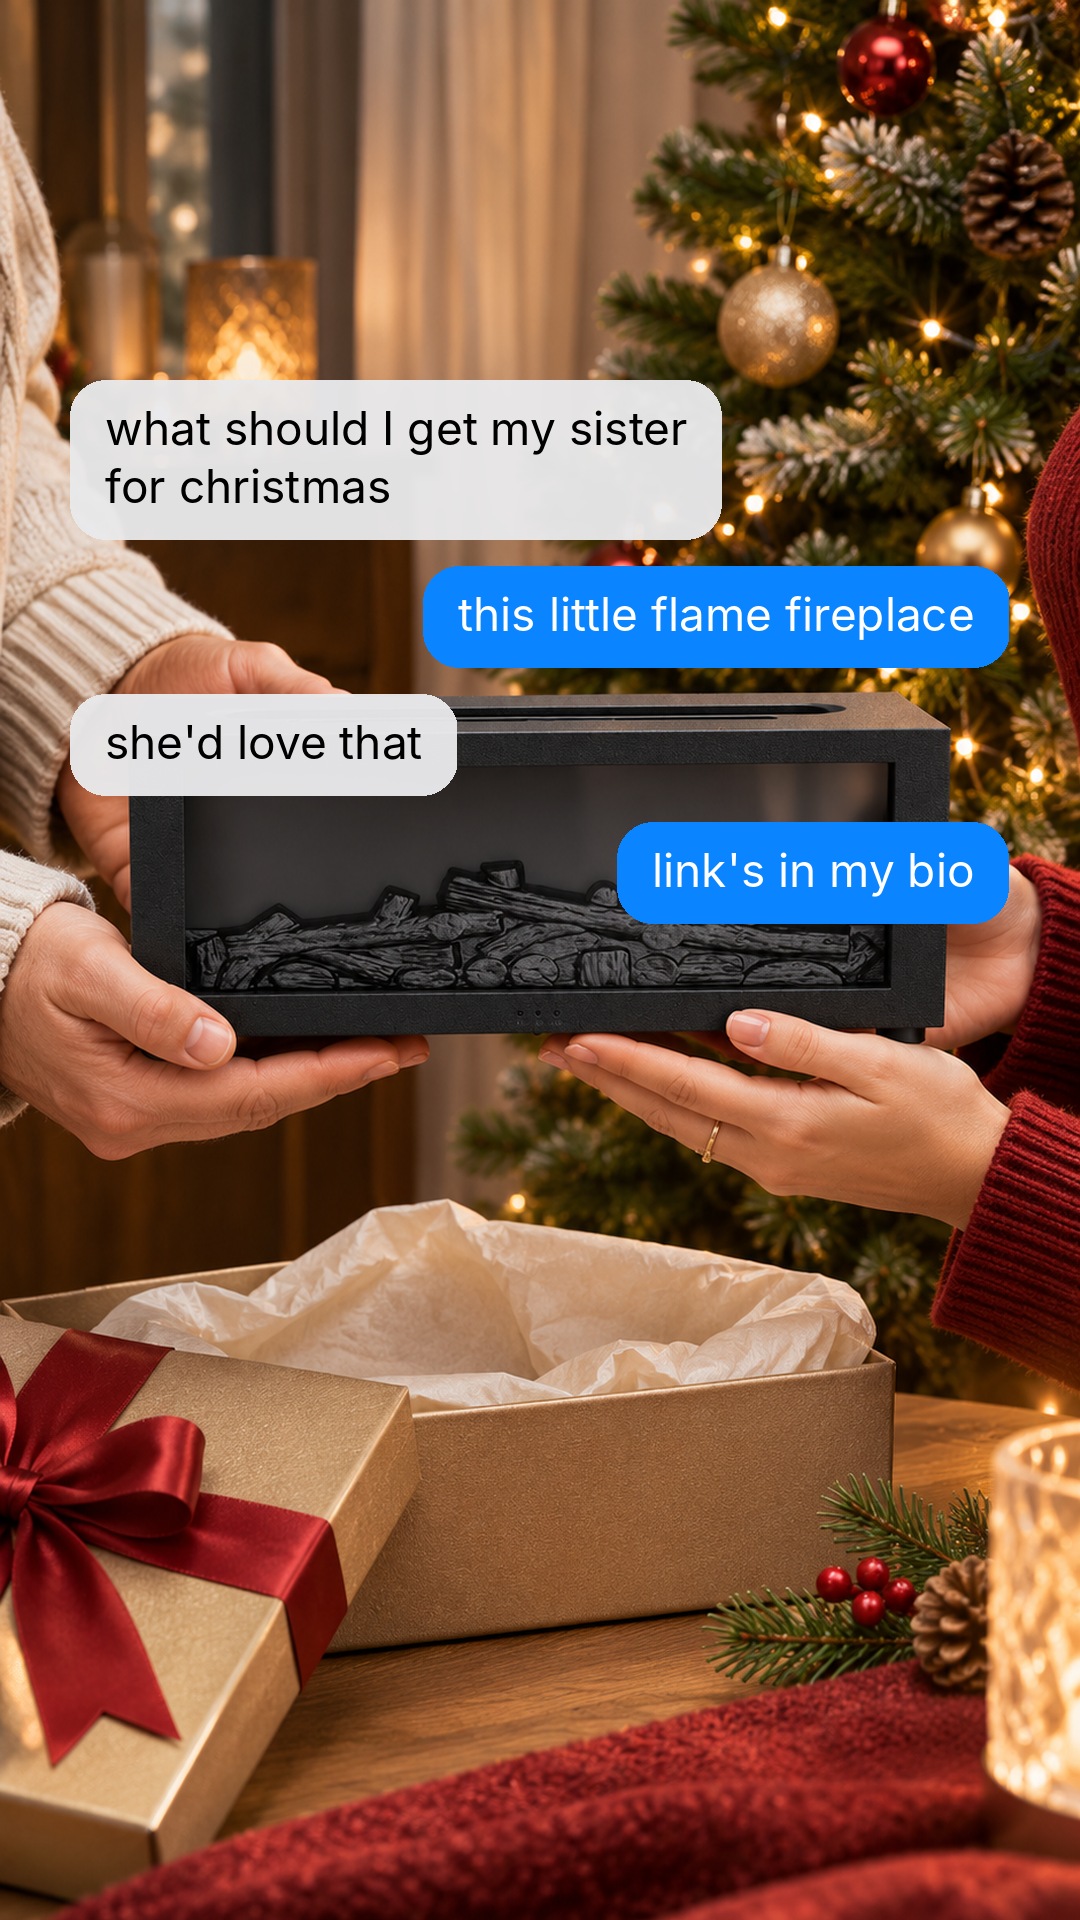 what should I get my sister
for christmas
this little flame fireplace
she'd love that
link's in my bio